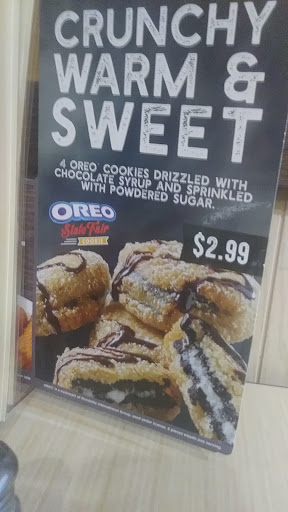 CRUNCHY
WARM &
SWEET
4 OREO® COOKIES DRIZZLED WITH
CHOCOLATE SYRUP AND SPRINKLED
WITH POWDERED SUGAR.
OREO
State Fair
COOKIE
$2.99